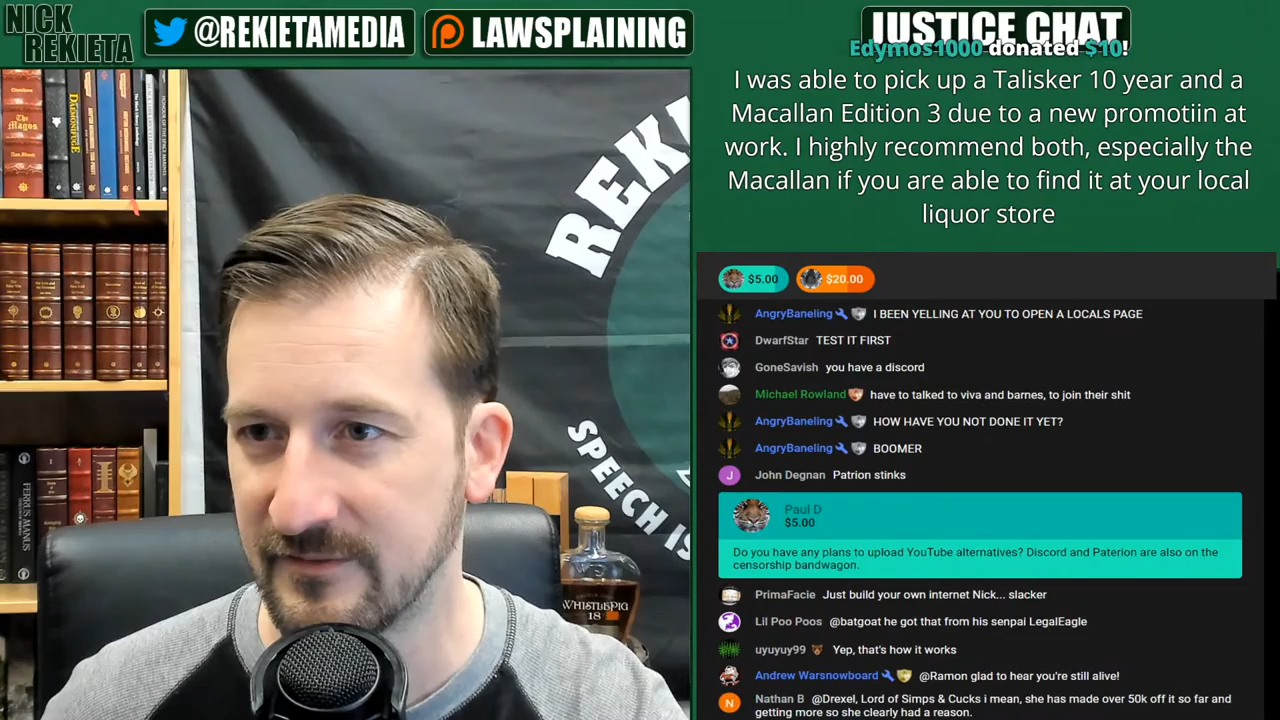 NICK
REKIETA
@REKIETAMEDIA
LAWSPLAINING
JUSTICE CHAT
Edymos1000 donated $10!
I was able to pick up a Talisker 10 year and a
Macallan Edition 3 due to a new promotiin at
work. I highly recommend both, especially the
Macallan if you are able to find it at your local
liquor store
$5.00
$20.00
AngryBaneling I BEEN YELLING AT YOU TO OPEN A LOCALS PAGE
DwarfStar TEST IT FIRST
GoneSavish you have a discord
Michael Rowland have to talked to viva and barnes, to join their shit
AngryBaneling HOW HAVE YOU NOT DONE IT YET?
AngryBaneling BOOMER
J John Degnan Patrion stinks
Paul D
$5.00
Do you have any plans to upload YouTube alternatives? Discord and Paterion are also on the
censorship bandwagon.
PrimaFacie Just build your own internet Nick... slacker
Lil Poo Poos @batgoat he got that from his senpai LegalEagle
uyuyuy99 Yep, that's how it works
Andrew Warsnowboard @Ramon glad to hear you're still alive!
N Nathan B @Drexel, Lord of Simps & Cucks i mean, she has made over 50k off it so far and
getting more so she clearly had a reason.
REKI
SPEECH IS
WHISTLEPIG
18
The Magos
DAEMONIFUGE
FERRUS MANUS